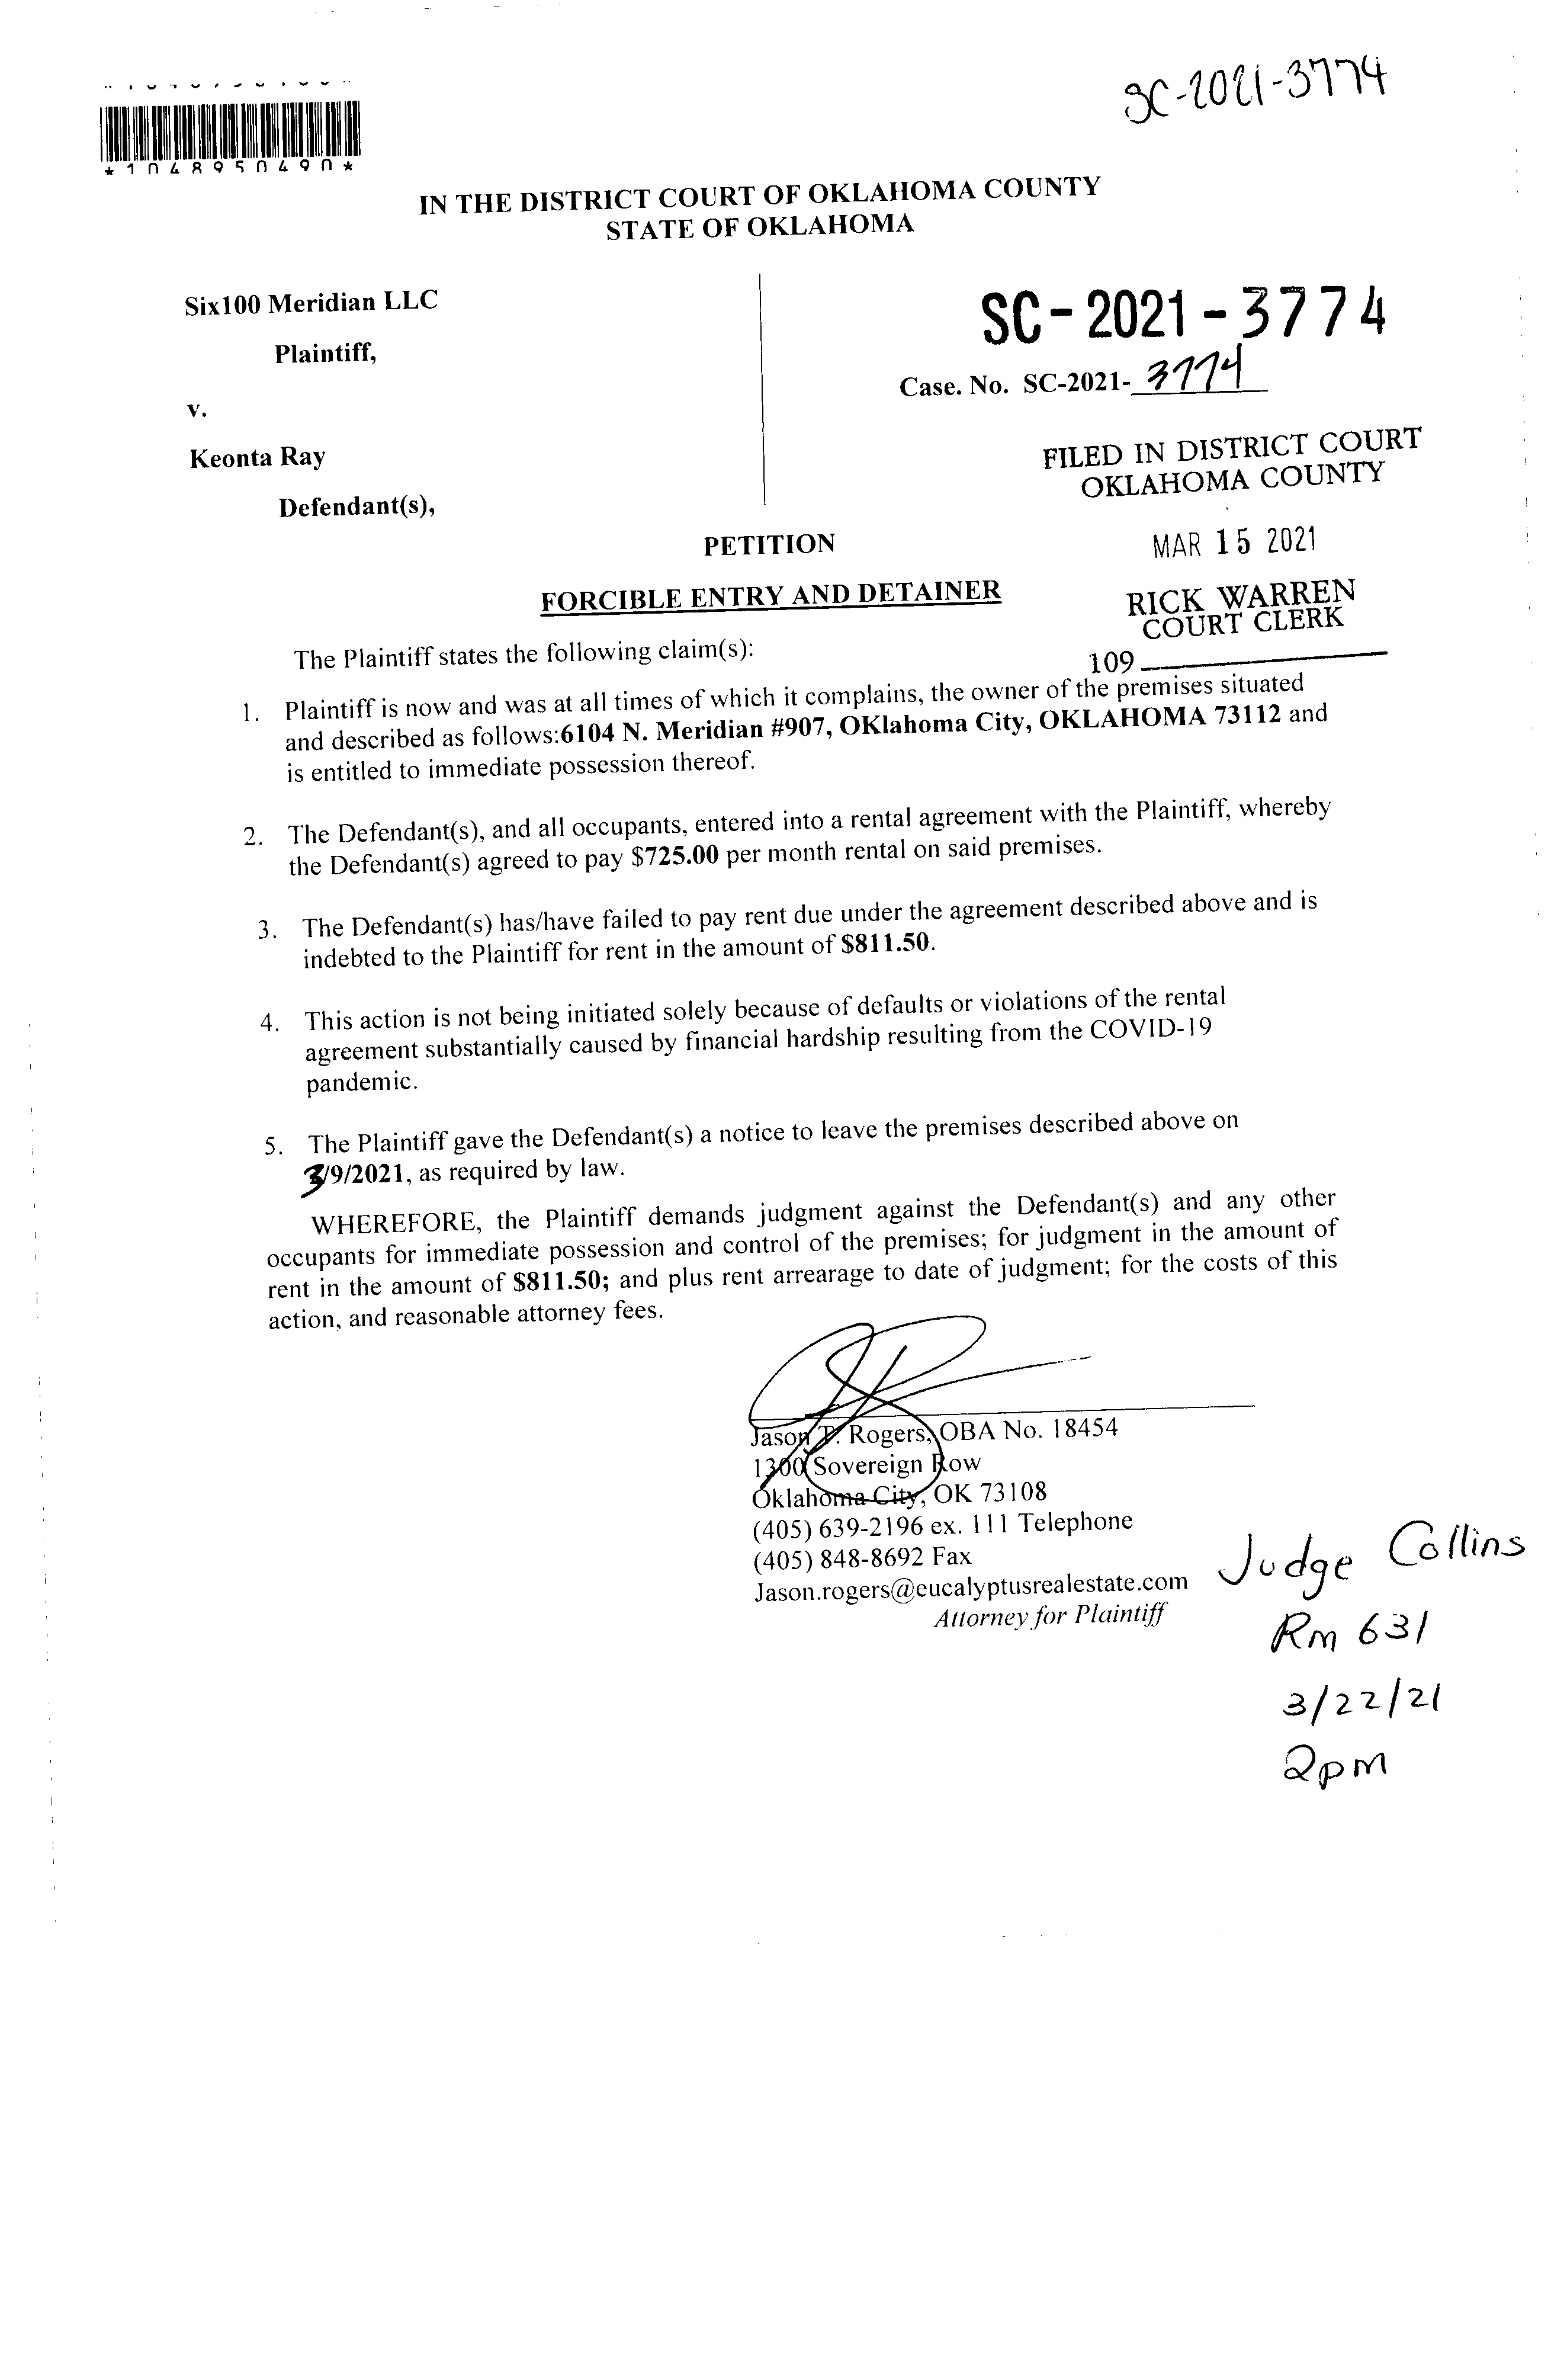 SC-2021-3774
*1048950490*
IN THE DISTRICT COURT OF OKLAHOMA COUNTY
STATE OF OKLAHOMA
Six100 Meridian LLC
Plaintiff,
v.
Keonta Ray
Defendant(s),
SC-2021-3774
Case. No. SC-2021-3774
FILED IN DISTRICT COURT
OKLAHOMA COUNTY
MAR 15 2021
RICK WARREN
COURT CLERK
109
PETITION
FORCIBLE ENTRY AND DETAINER
The Plaintiff states the following claim(s):
1. Plaintiff is now and was at all times of which it complains, the owner of the premises situated
and described as follows:6104 N. Meridian #907, OKlahoma City, OKLAHOMA 73112 and
is entitled to immediate possession thereof.
2. The Defendant(s), and all occupants, entered into a rental agreement with the Plaintiff, whereby
the Defendant(s) agreed to pay $725.00 per month rental on said premises.
3. The Defendant(s) has/have failed to pay rent due under the agreement described above and is
indebted to the Plaintiff for rent in the amount of $811.50.
4. This action is not being initiated solely because of defaults or violations of the rental
agreement substantially caused by financial hardship resulting from the COVID-19
pandemic.
5. The Plaintiff gave the Defendant(s) a notice to leave the premises described above on
3/9/2021, as required by law.
WHEREFORE, the Plaintiff demands judgment against the Defendant(s) and any other
occupants for immediate possession and control of the premises; for judgment in the amount of
rent in the amount of $811.50; and plus rent arrearage to date of judgment; for the costs of this
action, and reasonable attorney fees.
Jason Rogers, OBA No. 18454
1300 Sovereign Row
Oklahoma City, OK 73108
(405) 639-2196 ex. 111 Telephone
(405) 848-8692 Fax
Jason.rogers@eucalyptusrealestate.com
Attorney for Plaintiff
Judge Collins
Rm 631
3/22/21
2pm